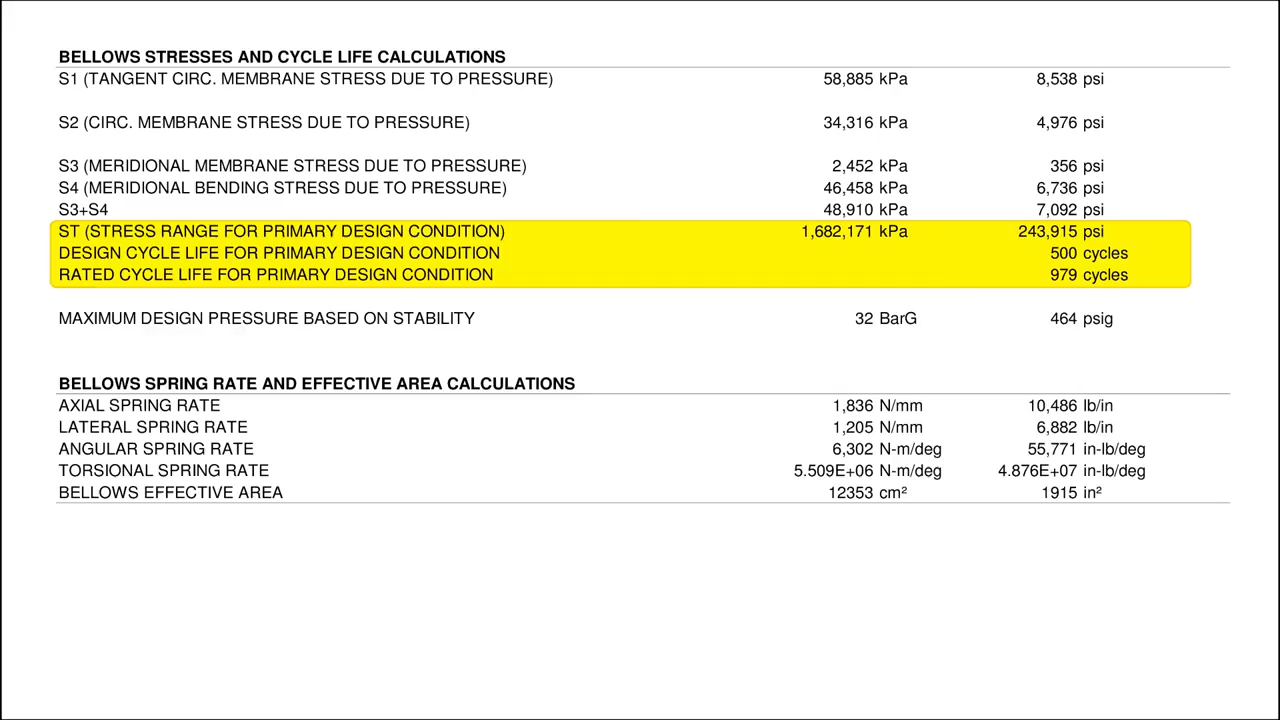 BELLOWS STRESSES AND CYCLE LIFE CALCULATIONS
S1 (TANGENT CIRC. MEMBRANE STRESS DUE TO PRESSURE) 58,885 kPa 8,538 psi
S2 (CIRC. MEMBRANE STRESS DUE TO PRESSURE) 34,316 kPa 4,976 psi
S3 (MERIDIONAL MEMBRANE STRESS DUE TO PRESSURE) 2,452 kPa 356 psi
S4 (MERIDIONAL BENDING STRESS DUE TO PRESSURE) 46,458 kPa 6,736 psi
S3+S4 48,910 kPa 7,092 psi
ST (STRESS RANGE FOR PRIMARY DESIGN CONDITION) 1,682,171 kPa 243,915 psi
DESIGN CYCLE LIFE FOR PRIMARY DESIGN CONDITION 500 cycles
RATED CYCLE LIFE FOR PRIMARY DESIGN CONDITION 979 cycles
MAXIMUM DESIGN PRESSURE BASED ON STABILITY 32 BarG 464 psig
BELLOWS SPRING RATE AND EFFECTIVE AREA CALCULATIONS
AXIAL SPRING RATE 1,836 N/mm 10,486 lb/in
LATERAL SPRING RATE 1,205 N/mm 6,882 lb/in
ANGULAR SPRING RATE 6,302 N-m/deg 55,771 in-lb/deg
TORSIONAL SPRING RATE 5.509E+06 N-m/deg 4.876E+07 in-lb/deg
BELLOWS EFFECTIVE AREA 12353 cm² 1915 in²